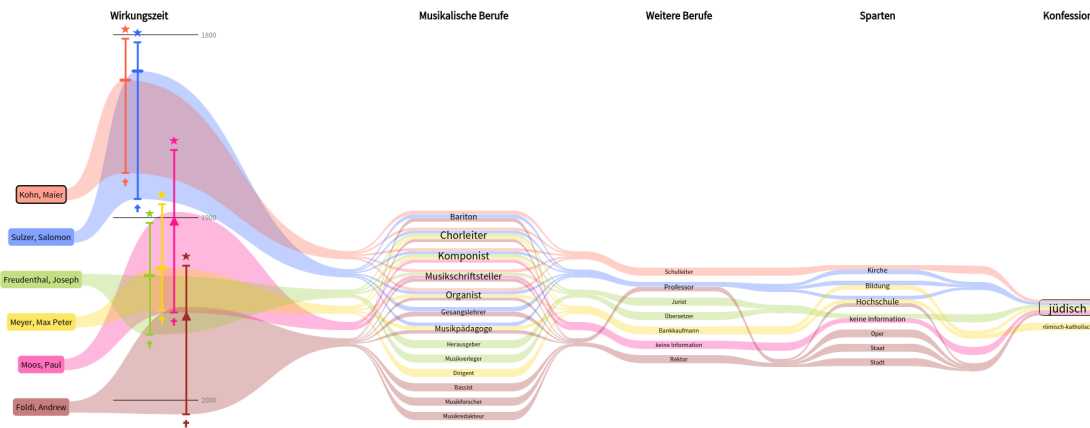 Wirkungszeit
Musikalische Berufe
Weitere Berufe
Sparten
Konfession
1800
1900
2000
Kohn, Maier
Sulzer, Salomon
Freudenthal, Joseph
Meyer, Max Peter
Moos, Paul
Foldi, Andrew
Bariton
Chorleiter
Komponist
Musikschriftsteller
Organist
Gesangslehrer
Musikpädagoge
Herausgeber
Musikverleger
Dirigent
Bassist
Musikforscher
Musikredakteur
Schulleiter
Professor
Jurist
Übersetzer
Bankkaufmann
keine Information
Rektor
Kirche
Bildung
Hochschule
keine Information
Oper
Staat
Stadt
jüdisch
römisch-katholisc